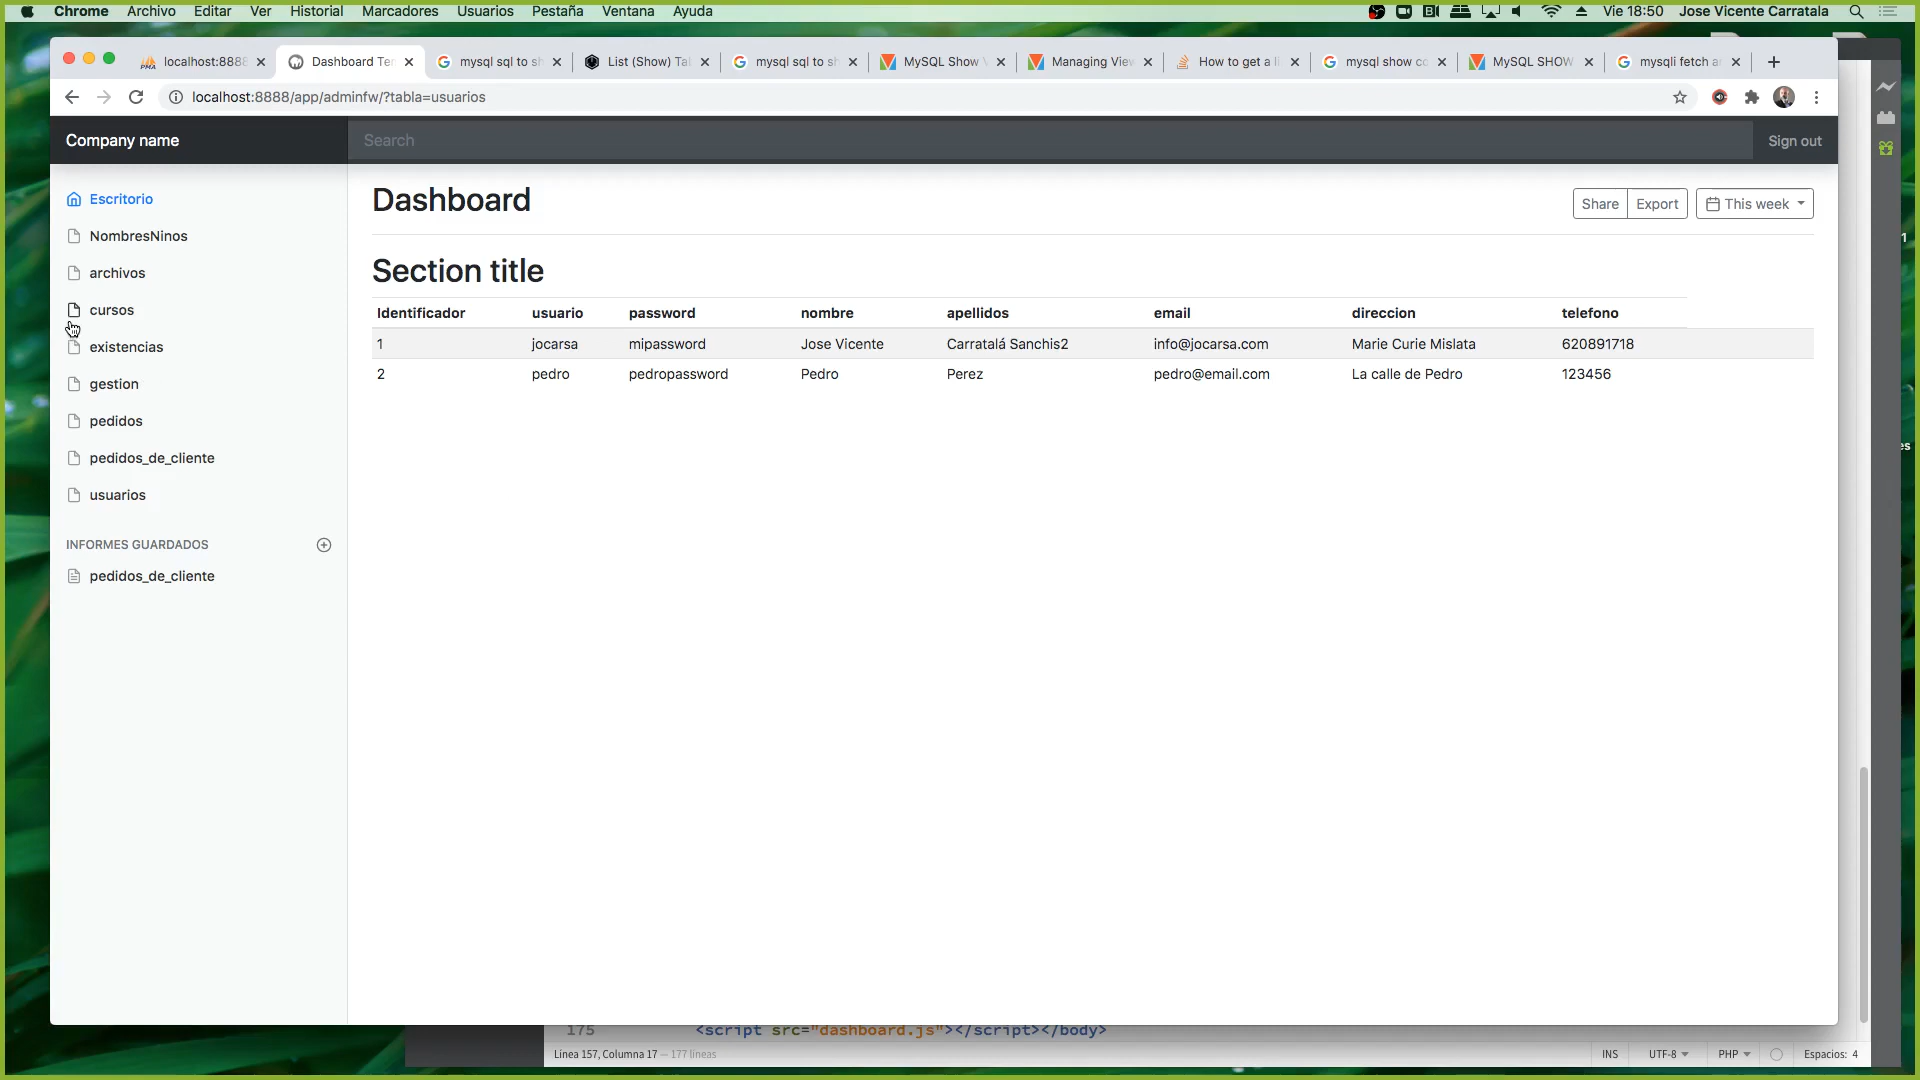 Chrome Archivo Editar Ver Historial Marcadores Usuarios Pestaña Ventana Ayuda
Vie 18:50 Jose Vicente Carratala
localhost:8888 Dashboard Te mysql sql to sh List (Show) Ta mysql sql to sh MySQL Show Managing Vie How to get a li mysql show co MySQL SHOW mysqli fetch a
localhost:8888/app/adminfw/?tabla=usuarios
Company name Search Sign out
Escritorio
NombresNinos
archivos
cursos
existencias
gestion
pedidos
pedidos_de_cliente
usuarios
INFORMES GUARDADOS
pedidos_de_cliente
Dashboard
Share Export This week
Section title
Identificador usuario password nombre apellidos email direccion telefono
1 jocarsa mipassword Jose Vicente Carratalá Sanchis2 info@jocarsa.com Marie Curie Mislata 620891718
2 pedro pedropassword Pedro Perez pedro@email.com La calle de Pedro 123456
175 <script src="dashboard.js"></script></body>
Línea 157, Columna 17 — 177 líneas
INS UTF-8 PHP Espacios: 4